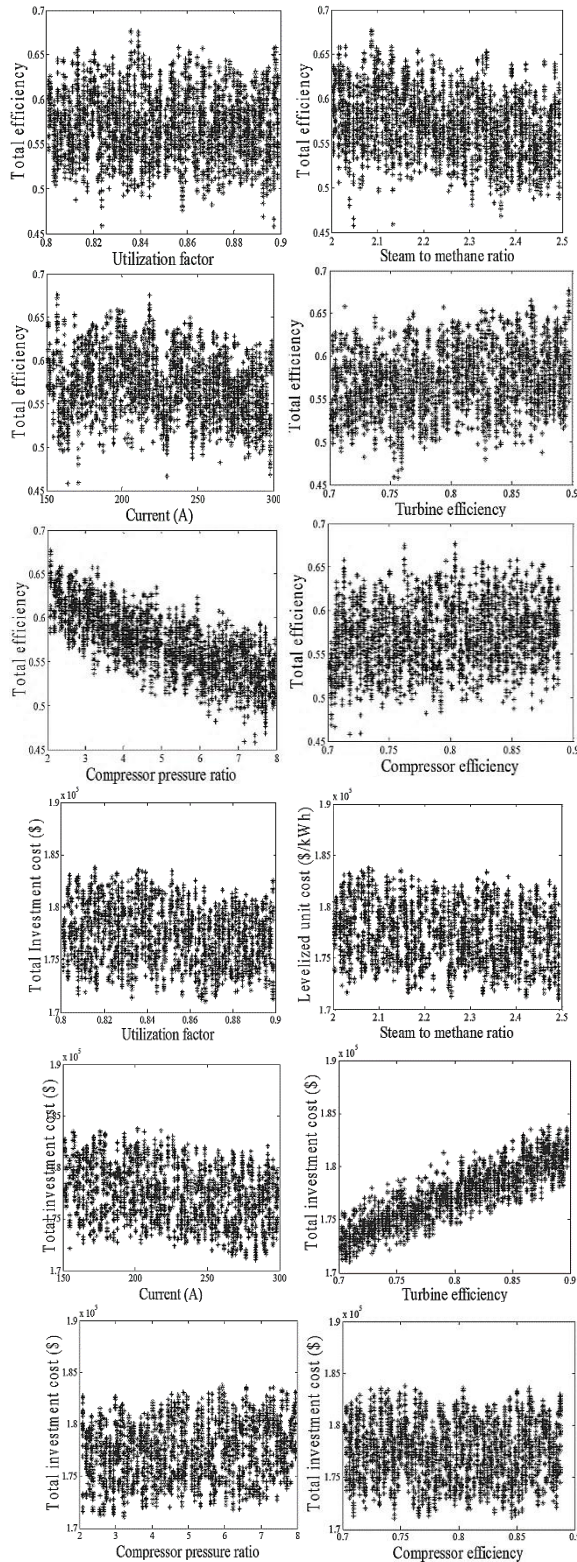 0.7 0.7
0.65 0.65
0.6 0.6
0.55 0.55
0.5 0.5
0.45 0.45
Total efficiency Total efficiency
0.8 0.82 0.84 0.86 0.88 0.9 2 2.1 2.2 2.3 2.4 2.5
Utilization factor Steam to methane ratio
0.7 0.7
0.65 0.65
0.6 0.6
0.55 0.55
0.5 0.5
0.45 0.45
Total efficiency Total efficiency
150 200 250 300 0.7 0.75 0.8 0.85 0.9
Current (A) Turbine efficiency
0.7 0.7
0.65 0.65
0.6 0.6
0.55 0.55
0.5 0.5
0.45 0.45
Total efficiency Total efficiency
2 3 4 5 6 7 8 0.7 0.75 0.8 0.85 0.9
Compressor pressure ratio Compressor efficiency
x 10⁵ x 10⁵
1.9 1.9
1.85 1.85
1.8 1.8
1.75 1.75
1.7 1.7
Total Investment cost ($) Levelized unit cost ($/kWh)
0.8 0.82 0.84 0.86 0.88 0.9 2 2.1 2.2 2.3 2.4 2.5
Utilization factor Steam to methane ratio
x 10⁵ x 10⁵
1.9 1.9
1.85 1.85
1.8 1.8
1.75 1.75
1.7 1.7
Total investment cost ($) Total investment cost ($)
150 200 250 300 0.7 0.75 0.8 0.85 0.9
Current (A) Turbine efficiency
x 10⁵ x 10⁵
1.9 1.9
1.85 1.85
1.8 1.8
1.75 1.75
1.7 1.7
Total investment cost ($) Total investment cost ($)
2 3 4 5 6 7 8 0.7 0.75 0.8 0.85 0.9
Compressor pressure ratio Compressor efficiency